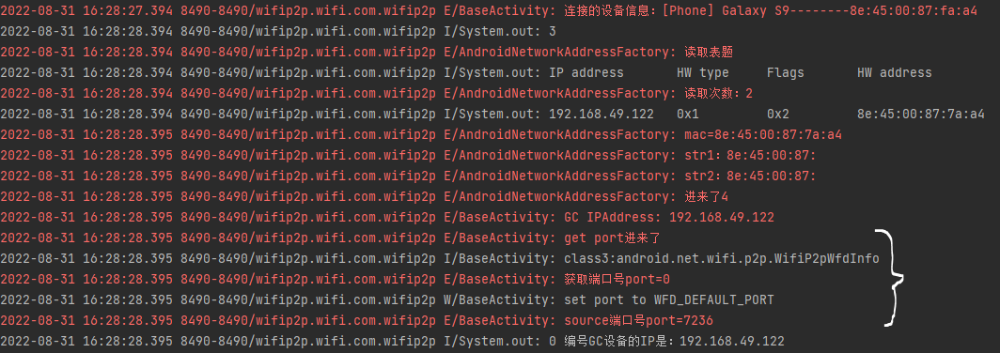 2022-08-31 16:28:27.394 8490-8490/wifip2p.wifi.com.wifip2p E/BaseActivity: 连接的设备信息：[Phone] Galaxy S9--------8e:45:00:87:fa:a4
2022-08-31 16:28:28.394 8490-8490/wifip2p.wifi.com.wifip2p I/System.out: 3
2022-08-31 16:28:28.394 8490-8490/wifip2p.wifi.com.wifip2p E/AndroidNetworkAddressFactory: 读取表题
2022-08-31 16:28:28.394 8490-8490/wifip2p.wifi.com.wifip2p I/System.out: IP address       HW type     Flags       HW address
2022-08-31 16:28:28.394 8490-8490/wifip2p.wifi.com.wifip2p E/AndroidNetworkAddressFactory: 读取次数：2
2022-08-31 16:28:28.394 8490-8490/wifip2p.wifi.com.wifip2p I/System.out: 192.168.49.122   0x1         0x2         8e:45:00:87:7a:a4
2022-08-31 16:28:28.394 8490-8490/wifip2p.wifi.com.wifip2p E/AndroidNetworkAddressFactory: mac=8e:45:00:87:7a:a4
2022-08-31 16:28:28.395 8490-8490/wifip2p.wifi.com.wifip2p E/AndroidNetworkAddressFactory: str1：8e:45:00:87:
2022-08-31 16:28:28.395 8490-8490/wifip2p.wifi.com.wifip2p E/AndroidNetworkAddressFactory: str2：8e:45:00:87:
2022-08-31 16:28:28.395 8490-8490/wifip2p.wifi.com.wifip2p E/AndroidNetworkAddressFactory: 进来了4
2022-08-31 16:28:28.395 8490-8490/wifip2p.wifi.com.wifip2p E/BaseActivity: GC IPAddress: 192.168.49.122
2022-08-31 16:28:28.395 8490-8490/wifip2p.wifi.com.wifip2p E/BaseActivity: get port进来了
2022-08-31 16:28:28.395 8490-8490/wifip2p.wifi.com.wifip2p I/BaseActivity: class3:android.net.wifi.p2p.WifiP2pWfdInfo
2022-08-31 16:28:28.395 8490-8490/wifip2p.wifi.com.wifip2p E/BaseActivity: 获取端口号port=0
2022-08-31 16:28:28.395 8490-8490/wifip2p.wifi.com.wifip2p W/BaseActivity: set port to WFD_DEFAULT_PORT
2022-08-31 16:28:28.395 8490-8490/wifip2p.wifi.com.wifip2p E/BaseActivity: source端口号port=7236
2022-08-31 16:28:28.395 8490-8490/wifip2p.wifi.com.wifip2p I/System.out: 0 编号GC设备的IP是：192.168.49.122